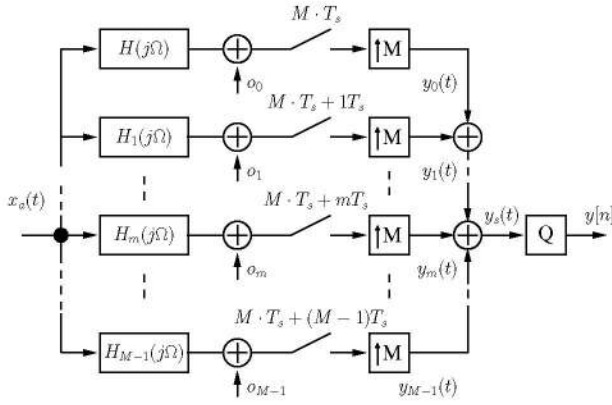 M · T_s
H(jΩ)
↑M
o_0
y_0(t)
M · T_s + 1T_s
H_1(jΩ)
↑M
o_1
y_1(t)
M · T_s + mT_s
x_a(t)
H_m(jΩ)
↑M
y_s(t)
Q
y[n]
o_m
y_m(t)
M · T_s + (M − 1)T_s
H_{M−1}(jΩ)
↑M
o_{M−1}
y_{M−1}(t)